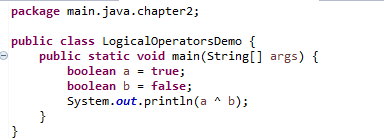 package main.java.chapter2;
public class LogicalOperatorsDemo {
public static void main(String[] args) {
boolean a = true;
boolean b = false;
System.out.println(a ^ b);
}
}